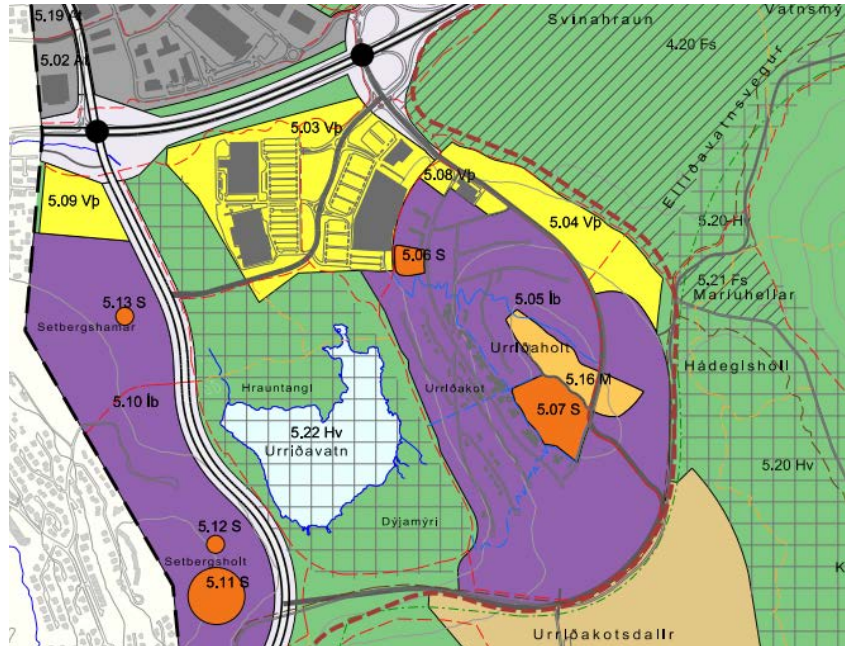 5.19 At
Svínahraun
Vatnsmý
5.02 At
4.20 Fs
Elliðavatnsvegur
5.03 Vþ
5.08 Vþ
5.09 Vþ
5.04 Vþ
5.20 Hv
5.06 S
5.21 Fs
Maríuhellar
5.13 S
Setbergshamar
5.05 Íb
Urriðaholt
Hádegishóll
Hrauntangi
Urriðakot
5.16 M
5.10 Íb
5.07 S
5.22 Hv
Urriðavatn
5.20 Hv
Dýjamýri
5.12 S
Setbergsholt
5.11 S
K
Urriðakotsdalir